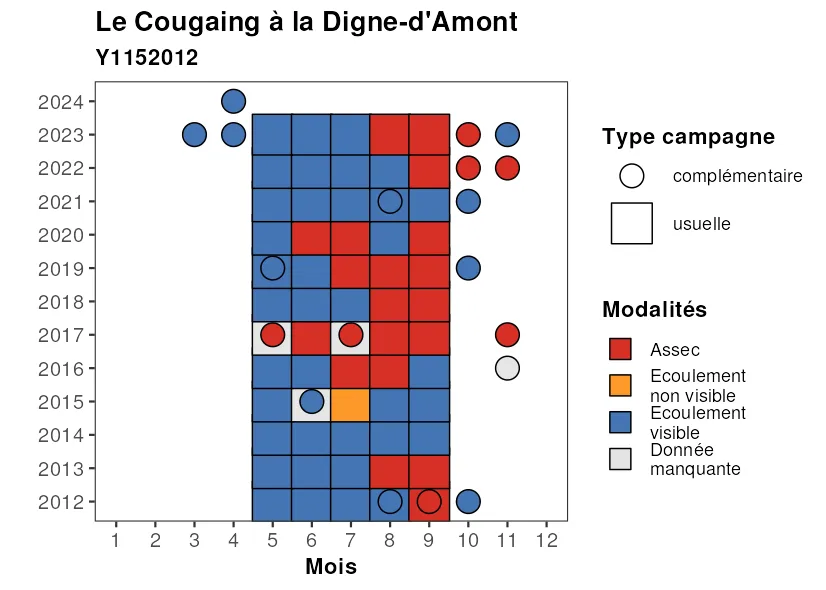 Le Cougaing à la Digne-d'Amont
Y1152012
2024
2023
2022
2021
2020
2019
2018
2017
2016
2015
2014
2013
2012
1 2 3 4 5 6 7 8 9 10 11 12
Mois
Type campagne
complémentaire
usuelle
Modalités
Assec
Ecoulement
non visible
Ecoulement
visible
Donnée
manquante